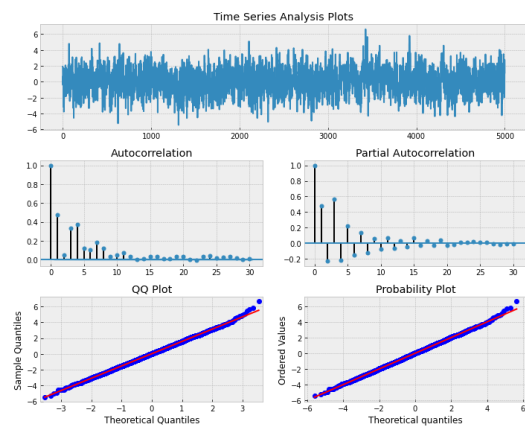 Time Series Analysis Plots
6
4
2
0
−2
−4
−6
0 1000 2000 3000 4000 5000
Autocorrelation Partial Autocorrelation
1.0
0.8
0.6
0.4
0.2
0.0
0 5 10 15 20 25 30
1.0
0.8
0.6
0.4
0.2
0.0
−0.2
0 5 10 15 20 25 30
QQ Plot Probability Plot
Sample Quantiles
6
4
2
0
−2
−4
−6
−3 −2 −1 0 1 2 3
Theoretical Quantiles
Ordered Values
6
4
2
0
−2
−4
−6
−6 −4 −2 0 2 4 6
Theoretical quantiles